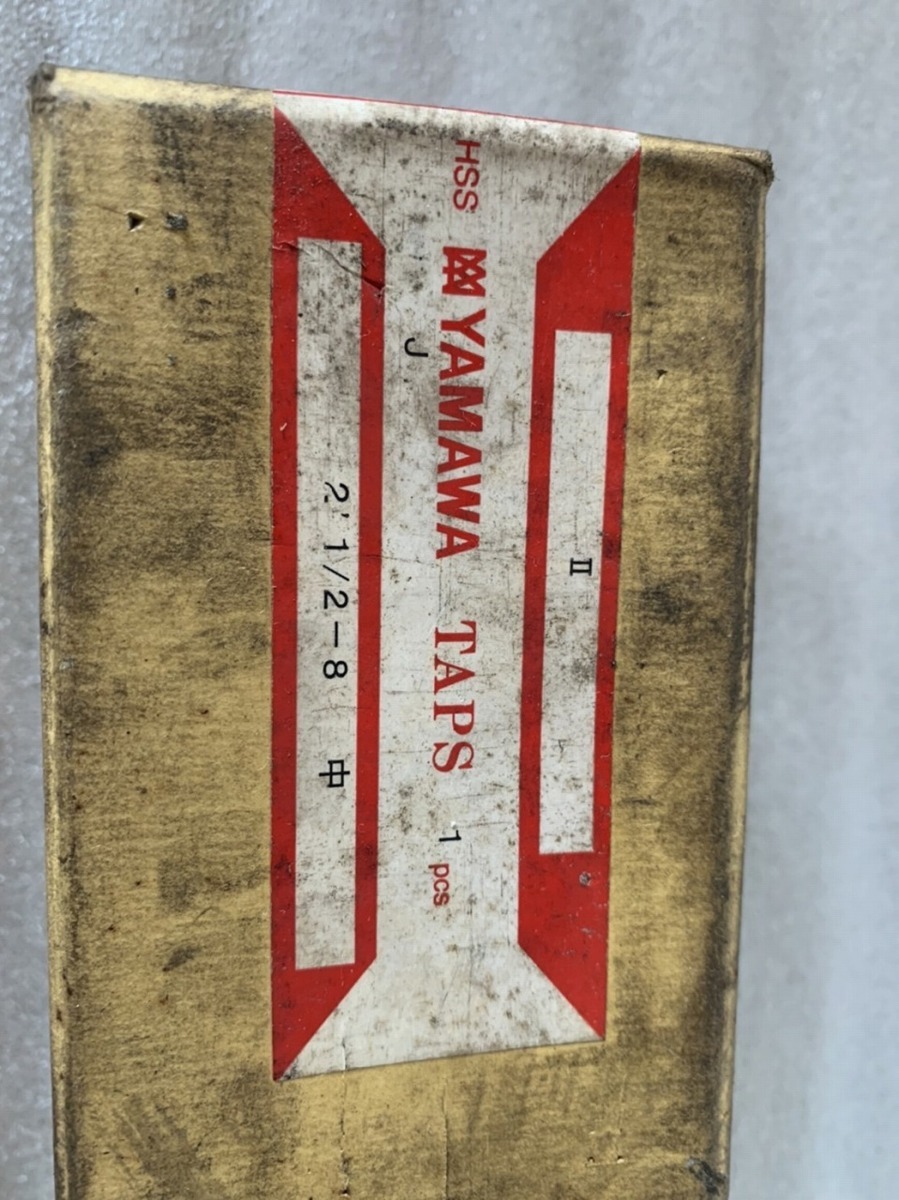 II
HSS YAMAWA TAPS 1 pcs
J
2' 1/2-8 中